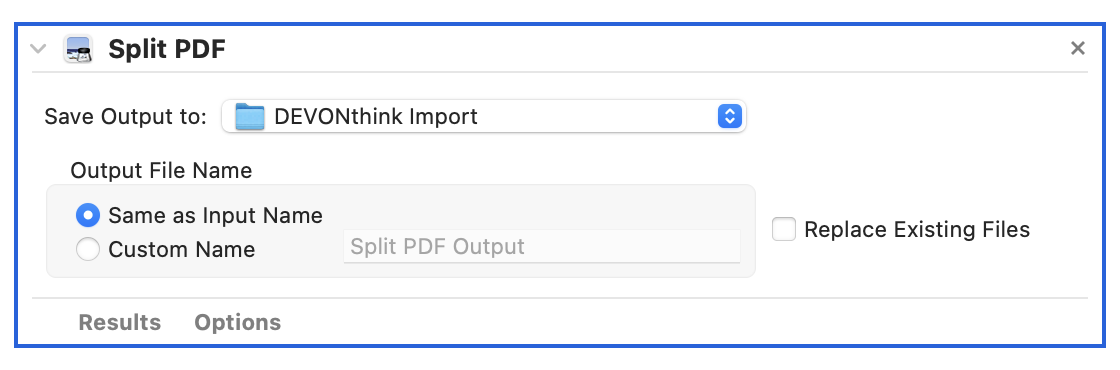 Split PDF
Save Output to: DEVONthink Import
Output File Name
Same as Input Name
Custom Name Split PDF Output
Replace Existing Files
Results Options